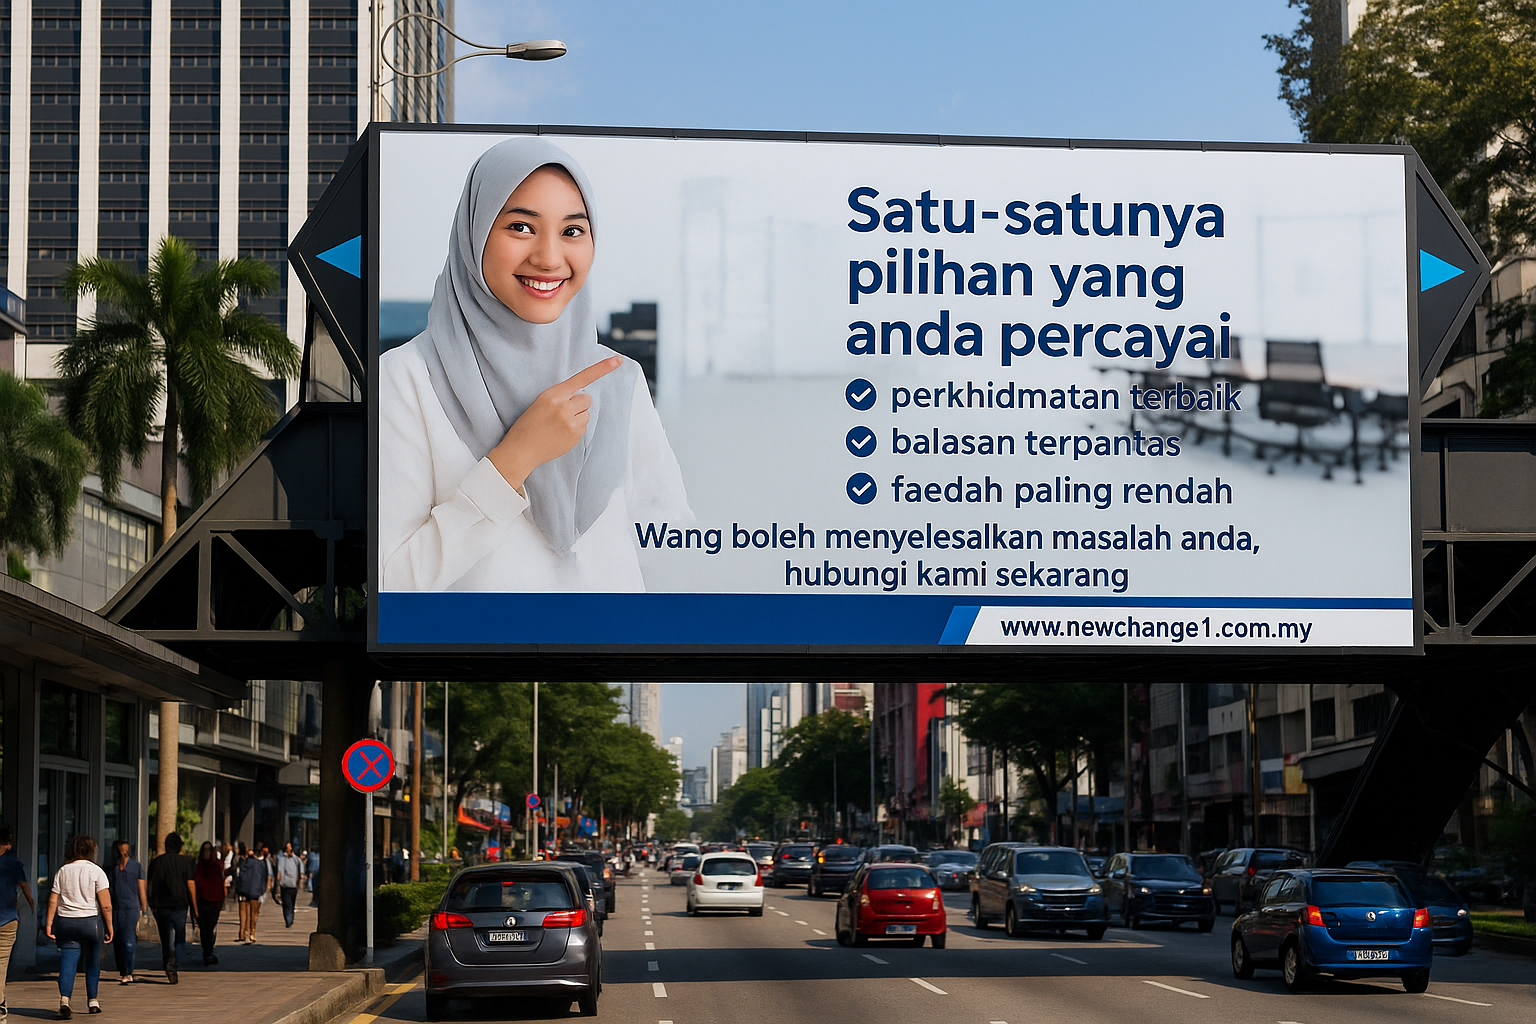 Satu-satunya
pilihan yang
anda percayai
perkhidmatan terbaik
balasan terpantas
faedah paling rendah
Wang boleh menyelesalkan masalah anda,
hubungi kami sekarang
www.newchange1.com.my